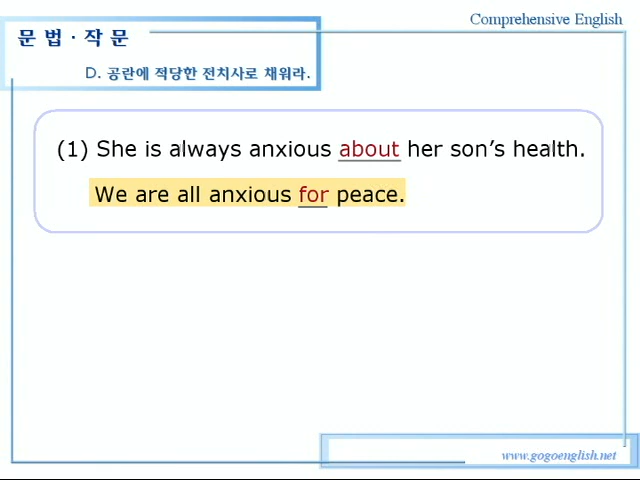 Comprehensive English
문 법 · 작 문
D. 공란에 적당한 전치사로 채워라.
(1) She is always anxious about her son's health.
We are all anxious for peace.
www.gogoenglish.net